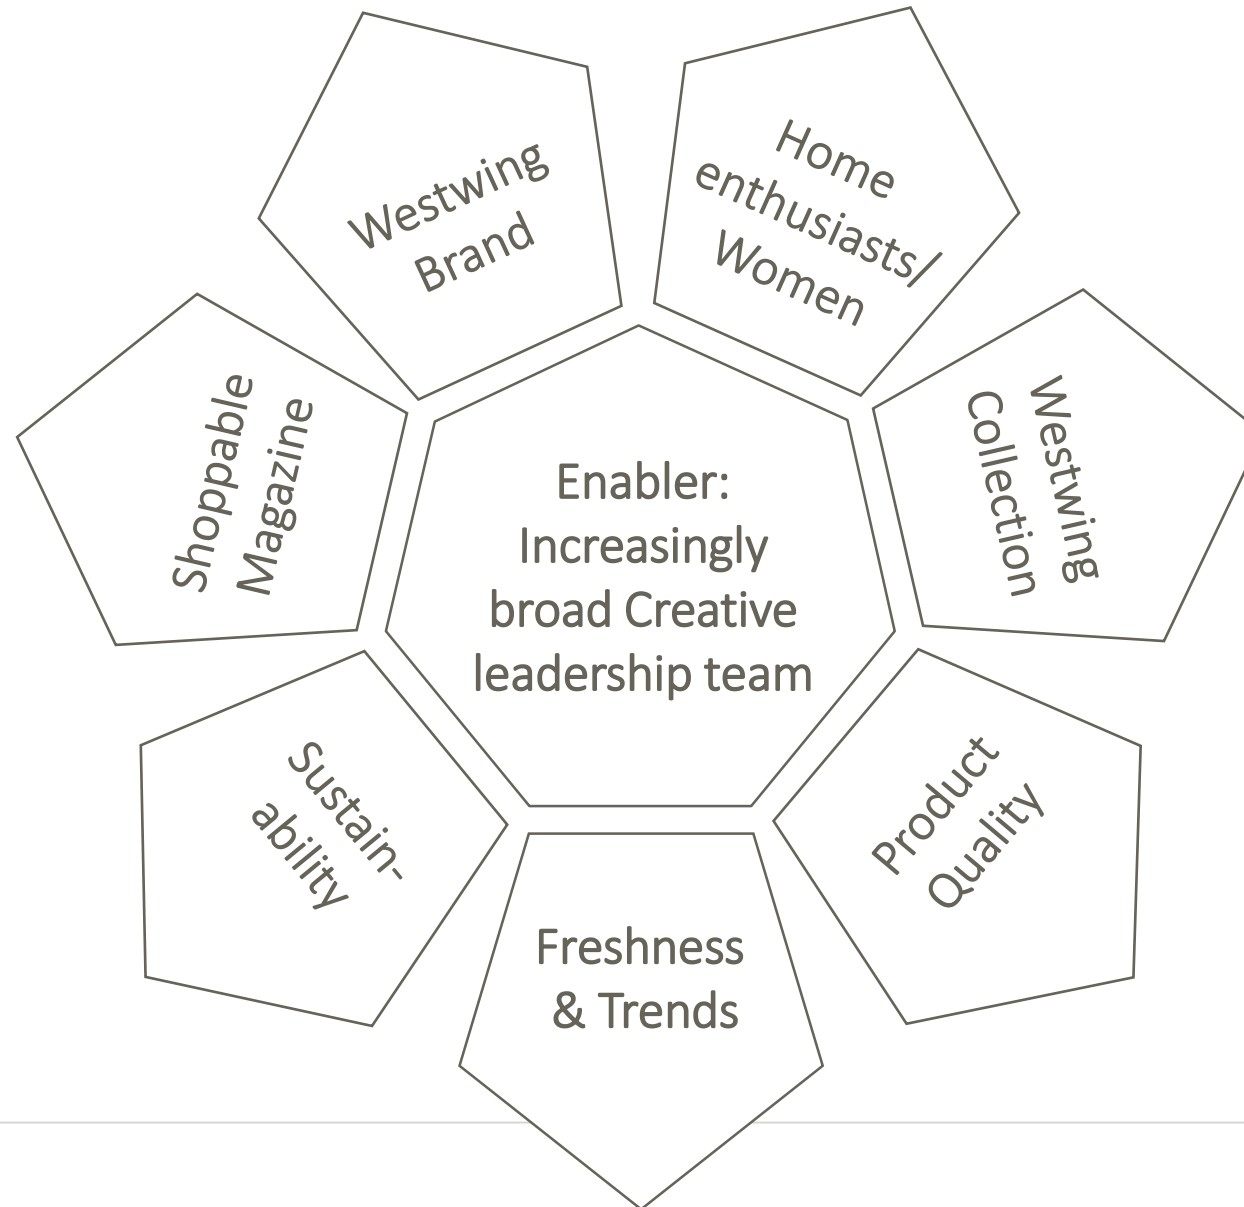 Westwing
Brand
Home
enthusiasts/
Women
Shoppable
Magazine
Westwing
Collection
Enabler:
Increasingly
broad Creative
leadership team
Sustain-
ability
Product
Quality
Freshness
& Trends